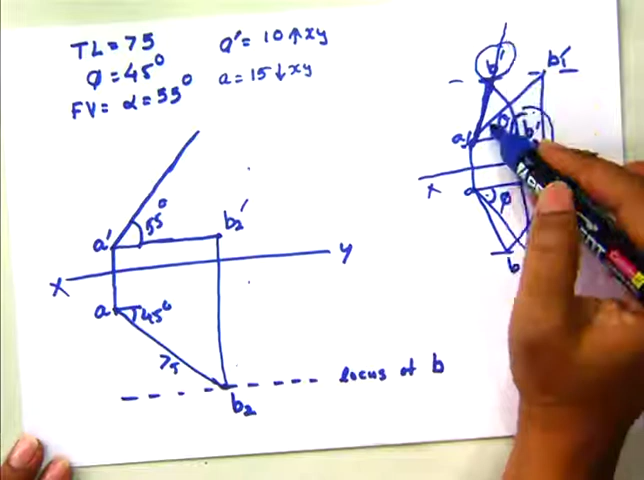 TL = 75
φ = 45°
FV = α = 55°
a' = 10 ↑ xy
a = 15 ↓ xy
55°
a'
b₂'
X
Y
a
45°
75
b₂
locus of b
b'
b₁'
a'
θ
b'
X
a
φ
b